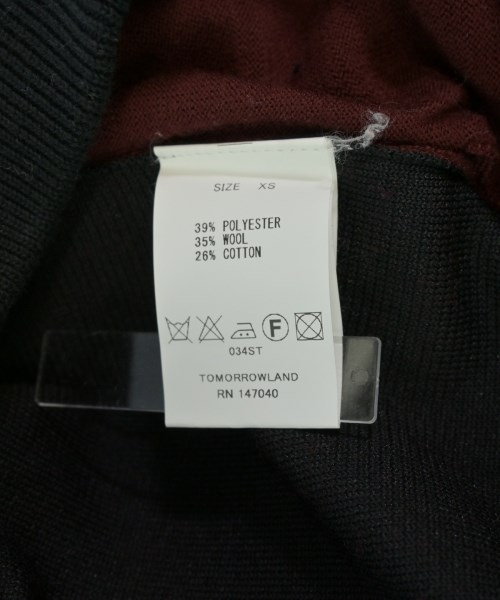 SIZE XS
39% POLYESTER
35% WOOL
26% COTTON
F
034ST
TOMORROWLAND
RN 147040